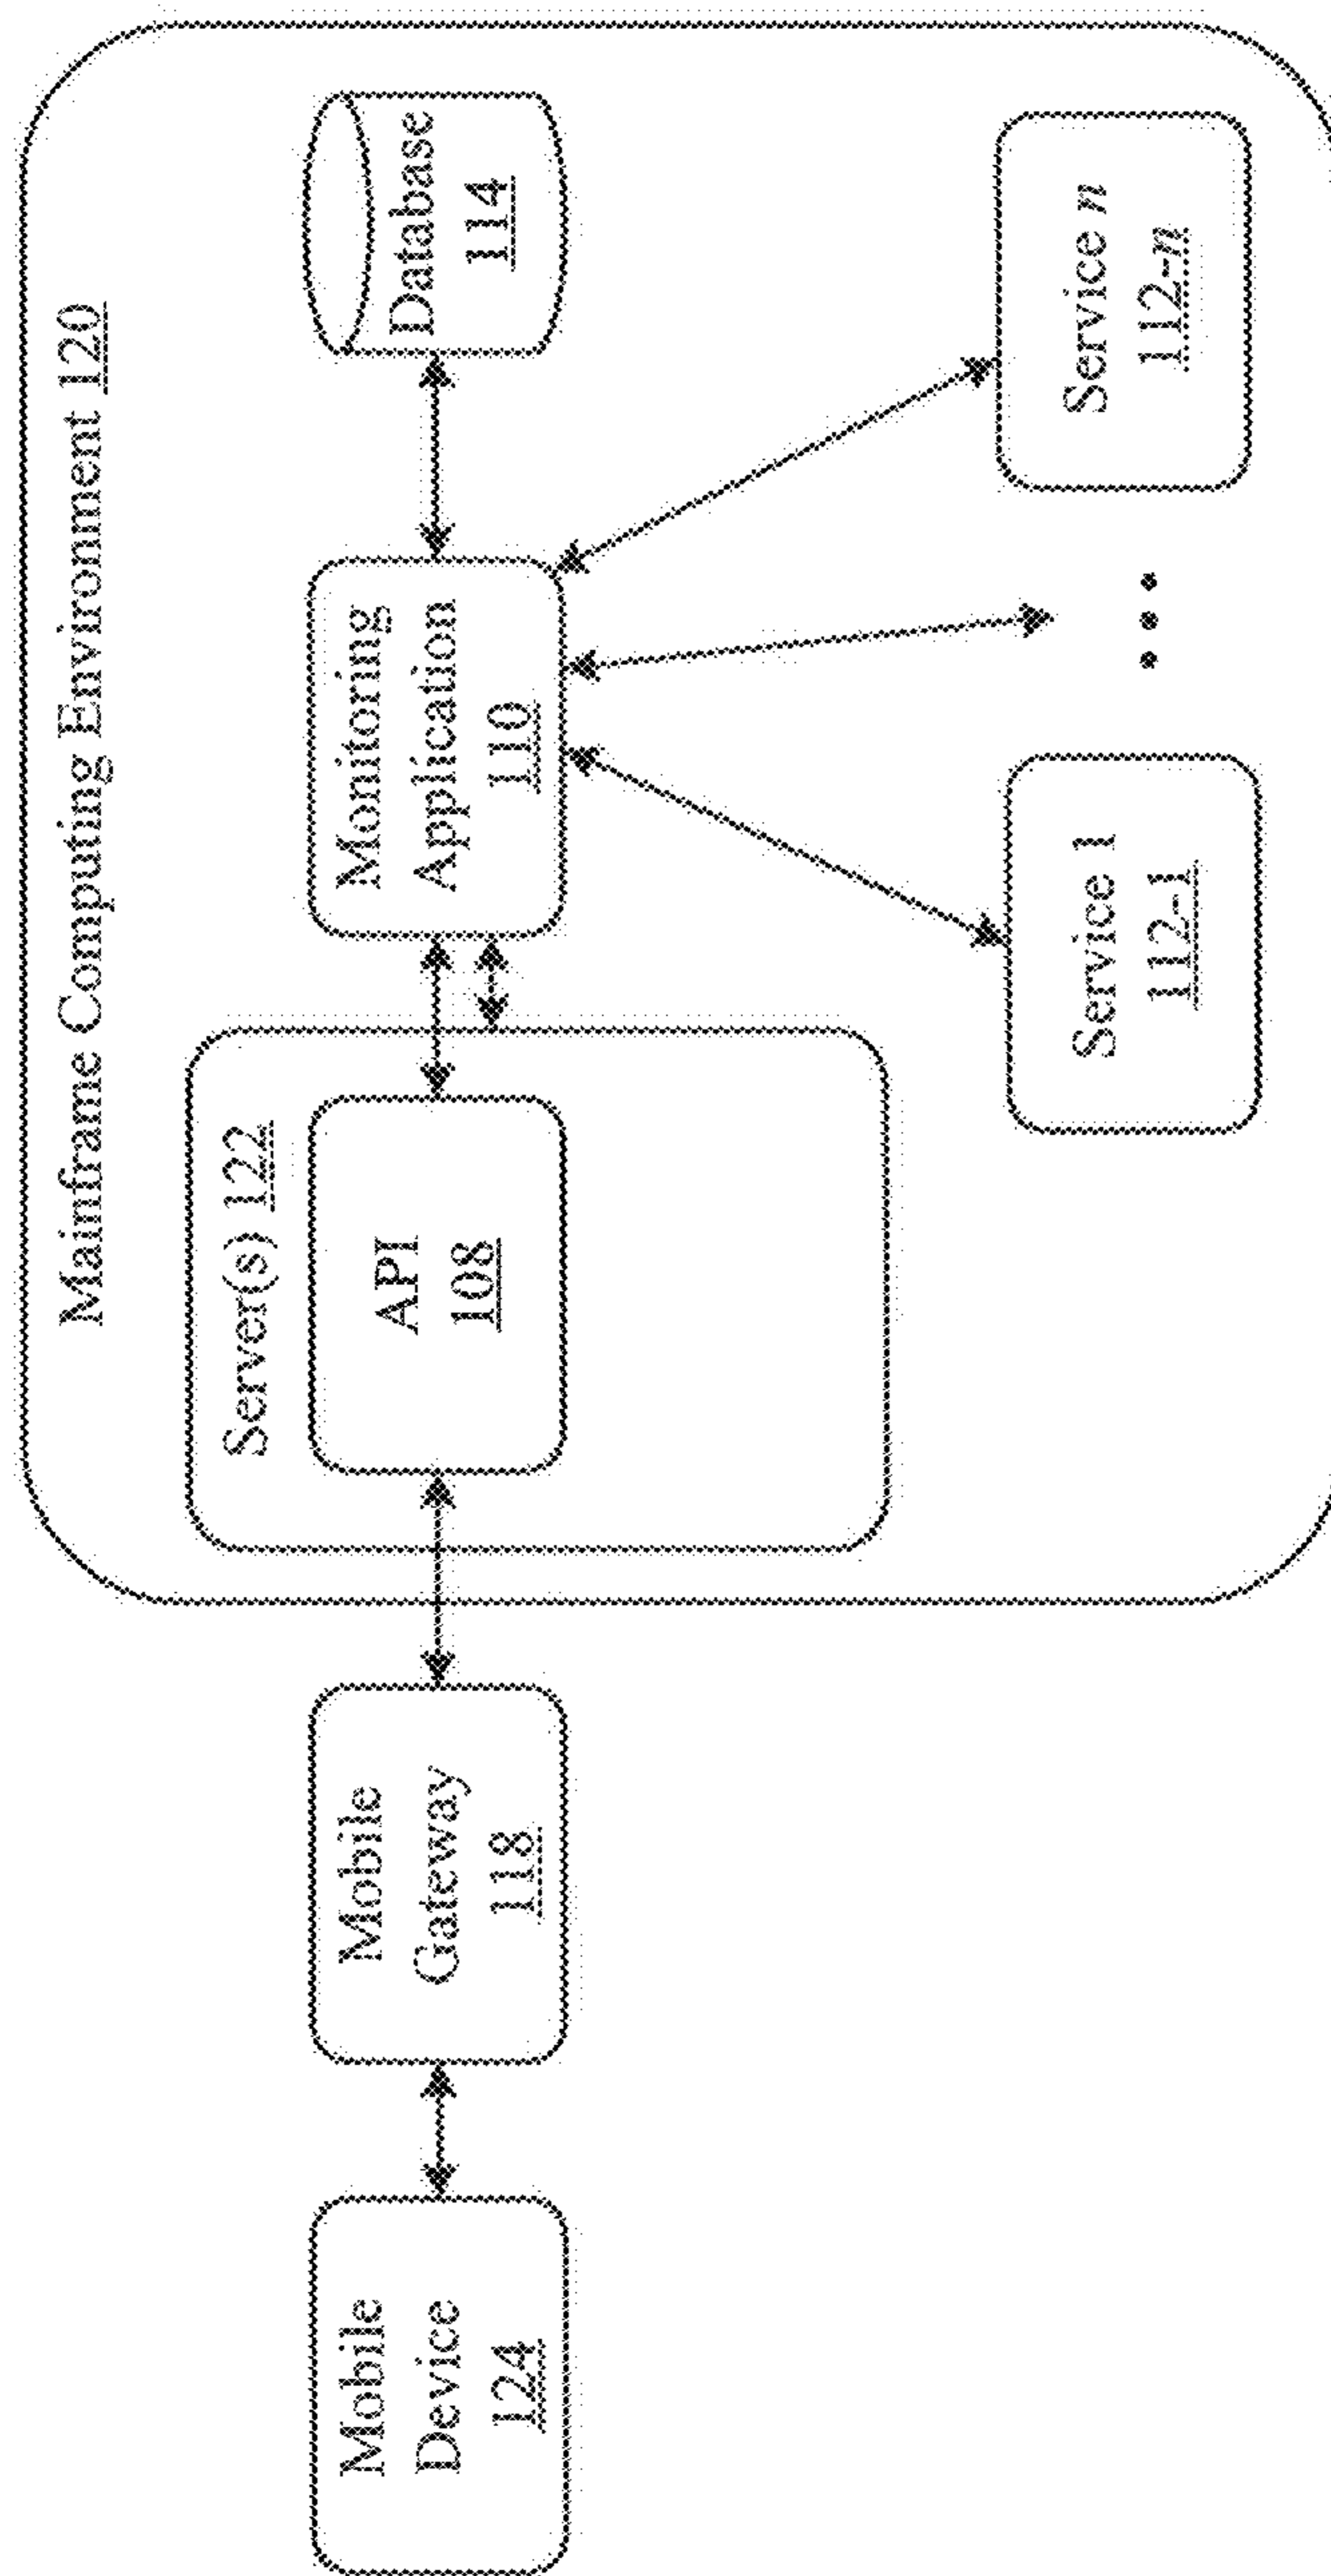 Mainframe Computing Environment 120
Mobile
Device
124
Mobile
Gateway
118
Server(s) 122
API
108
Monitoring
Application
110
Database
114
Service 1
112-1
• • •
Service n
112-n